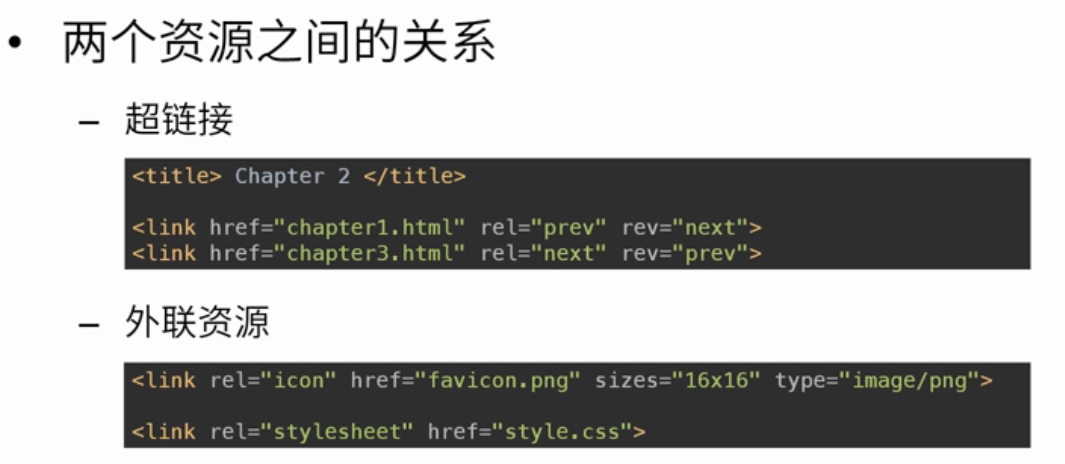 • 两个资源之间的关系
– 超链接
<title> Chapter 2 </title>
<link href="chapter1.html" rel="prev" rev="next">
<link href="chapter3.html" rel="next" rev="prev">
– 外联资源
<link rel="icon" href="favicon.png" sizes="16x16" type="image/png">
<link rel="stylesheet" href="style.css">